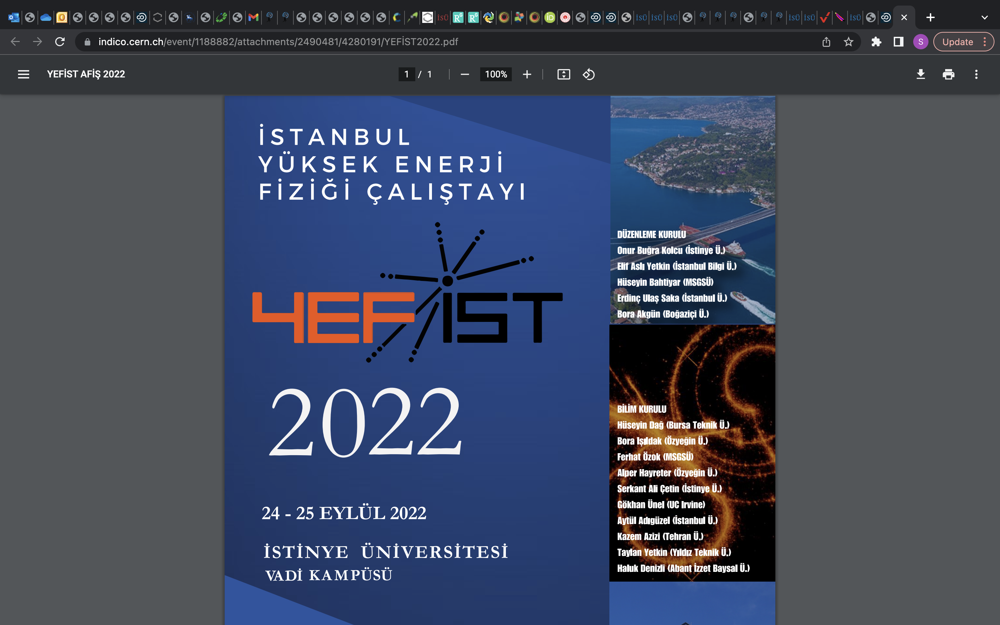 indico.cern.ch/event/1188882/attachments/2490481/4280191/YEFİST2022.pdf
S
Update
YEFİST AFİŞ 2022
1 / 1
100%
İSTANBUL
YÜKSEK ENERJİ
FİZİĞİ ÇALIŞTAYI
YEFIST
2022
24 - 25 EYLÜL 2022
İSTİNYE ÜNİVERSİTESİ
VADİ KAMPÜSÜ
DÜZENLEME KURULU
Onur Buğra Kolcu (İstinye Ü.)
Elif Aslı Yetkin (İstanbul Bilgi Ü.)
Hüseyin Bahtiyar (MSGSÜ)
Erdinç Ulaş Saka (İstanbul Ü.)
Bora Akgün (Boğaziçi Ü.)
BİLİM KURULU
Hüseyin Dağ (Bursa Teknik Ü.)
Bora Işıldak (Özyeğin Ü.)
Ferhat Özok (MSGSÜ)
Alper Hayreter (Özyeğin Ü.)
Serkant Ali Çetin (İstinye Ü.)
Gökhan Ünel (UC Irvine)
Aytül Adıgüzel (İstanbul Ü.)
Kazem Azizi (Tehran Ü.)
Taylan Yetkin (Yıldız Teknik Ü.)
Haluk Denizli (Abant İzzet Baysal Ü.)